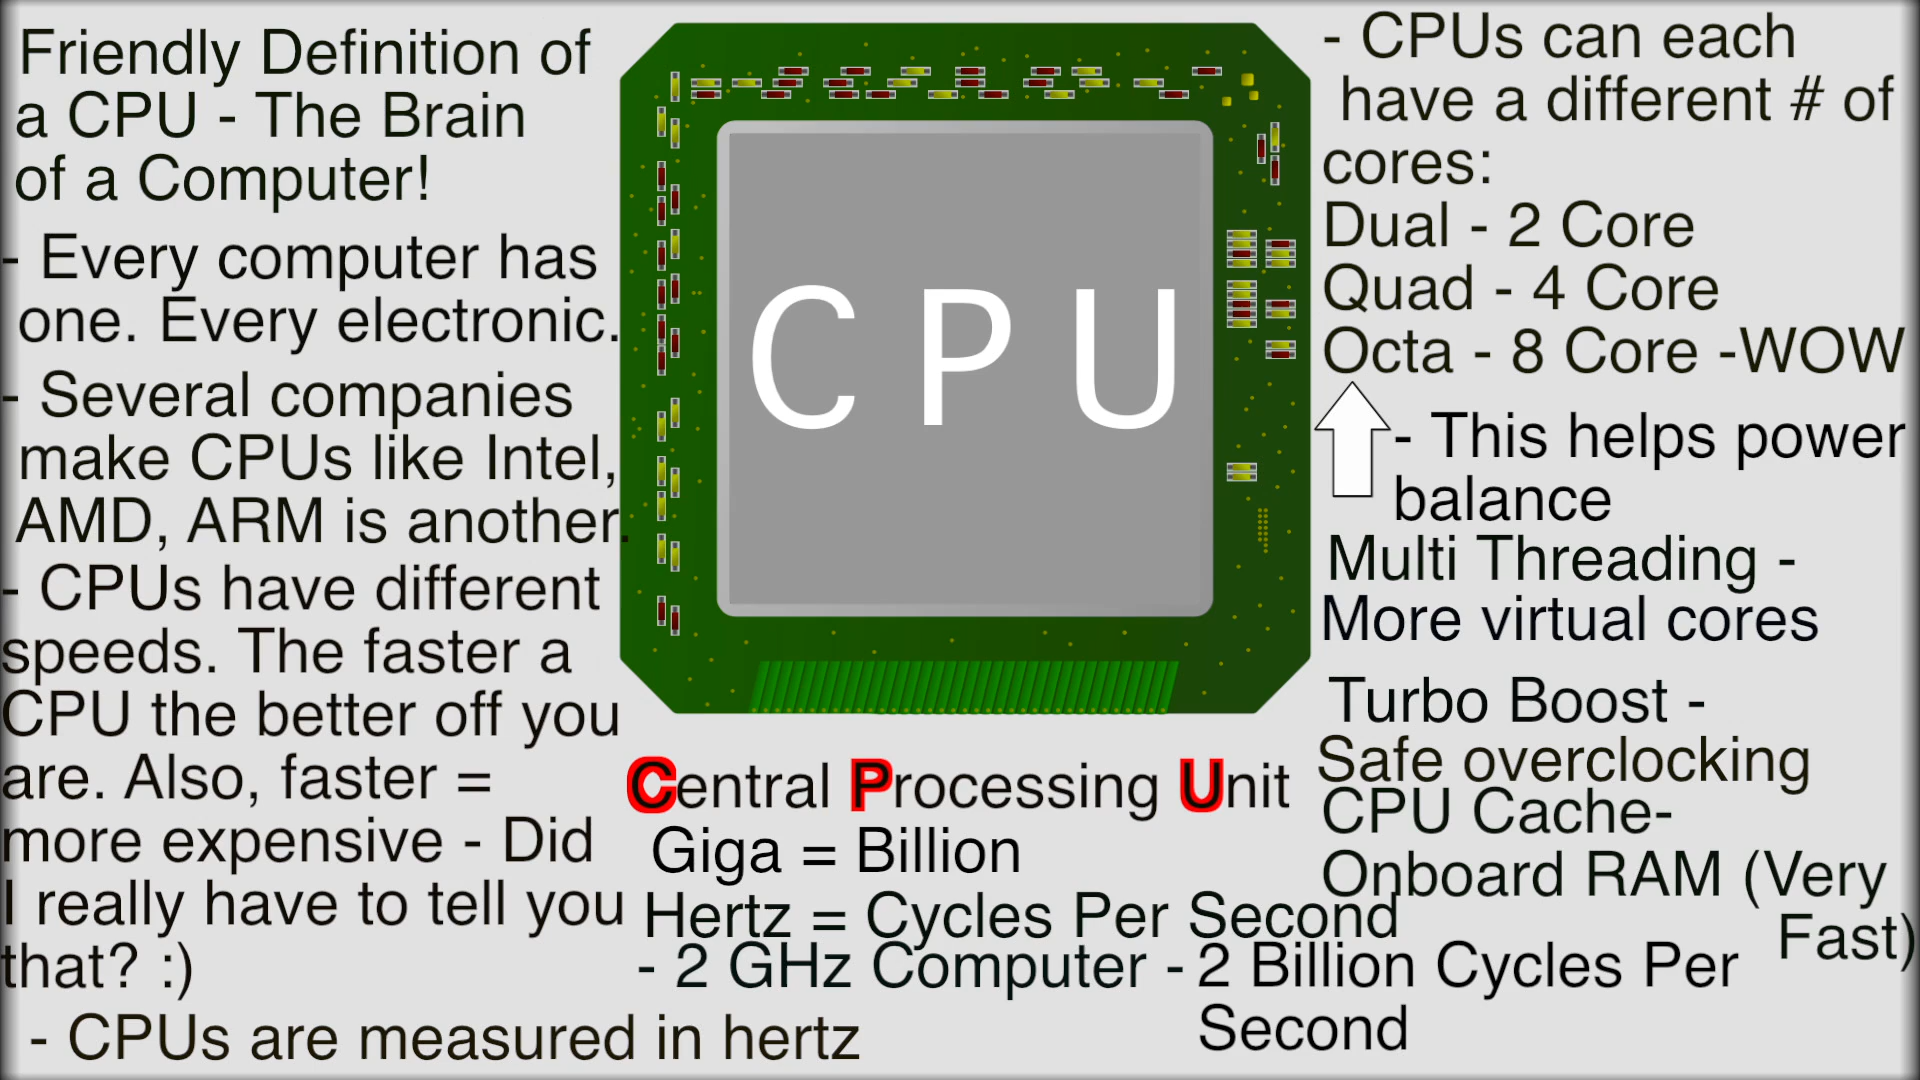 Friendly Definition of
a CPU - The Brain
of a Computer!
- Every computer has
one. Every electronic.
- Several companies
make CPUs like Intel,
AMD, ARM is another.
- CPUs have different
speeds. The faster a
CPU the better off you
are. Also, faster =
more expensive - Did
I really have to tell you
that? :)
- CPUs are measured in hertz
C P U
Central Processing Unit
Giga = Billion
Hertz = Cycles Per Second
- 2 GHz Computer - 2 Billion Cycles Per
Second
- CPUs can each
have a different # of
cores:
Dual - 2 Core
Quad - 4 Core
Octa - 8 Core -WOW
- This helps power
balance
Multi Threading -
More virtual cores
Turbo Boost -
Safe overclocking
CPU Cache-
Onboard RAM (Very
Fast)